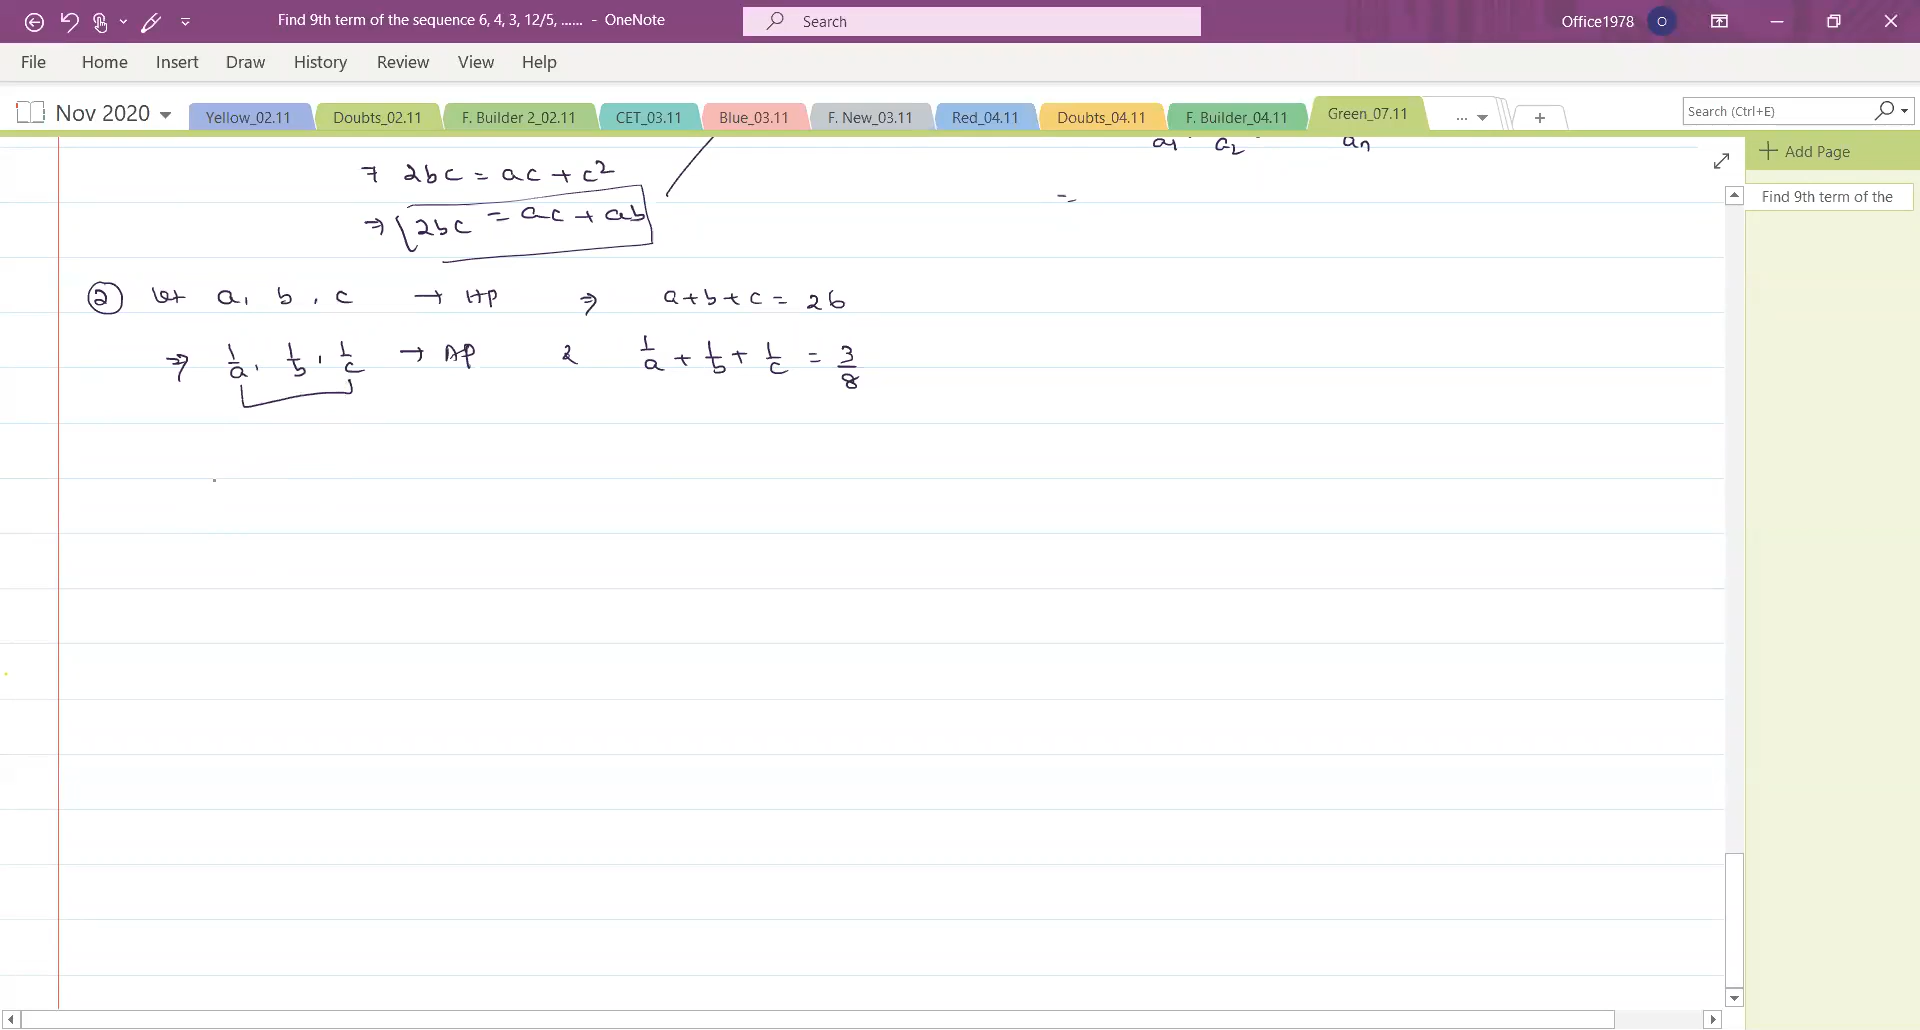 Find 9th term of the sequence 6, 4, 3, 12/5, ...... - OneNote
Search
Office1978 O
File Home Insert Draw History Review View Help
Nov 2020 Yellow_02.11 Doubts_02.11 F. Builder 2_02.11 CET_03.11 Blue_03.11 F. New_03.11 Red_04.11 Doubts_04.11 F. Builder_04.11 Green_07.11 ... +
Search (Ctrl+E)
Add Page
Find 9th term of the
a1 a2 an
⇒ 2bc = ac + c²
=
⇒ 2bc = ac + ab
② let a, b, c → HP ⇒ a+b+c = 26
⇒ 1/a, 1/b, 1/c → AP & 1/a + 1/b + 1/c = 3/8